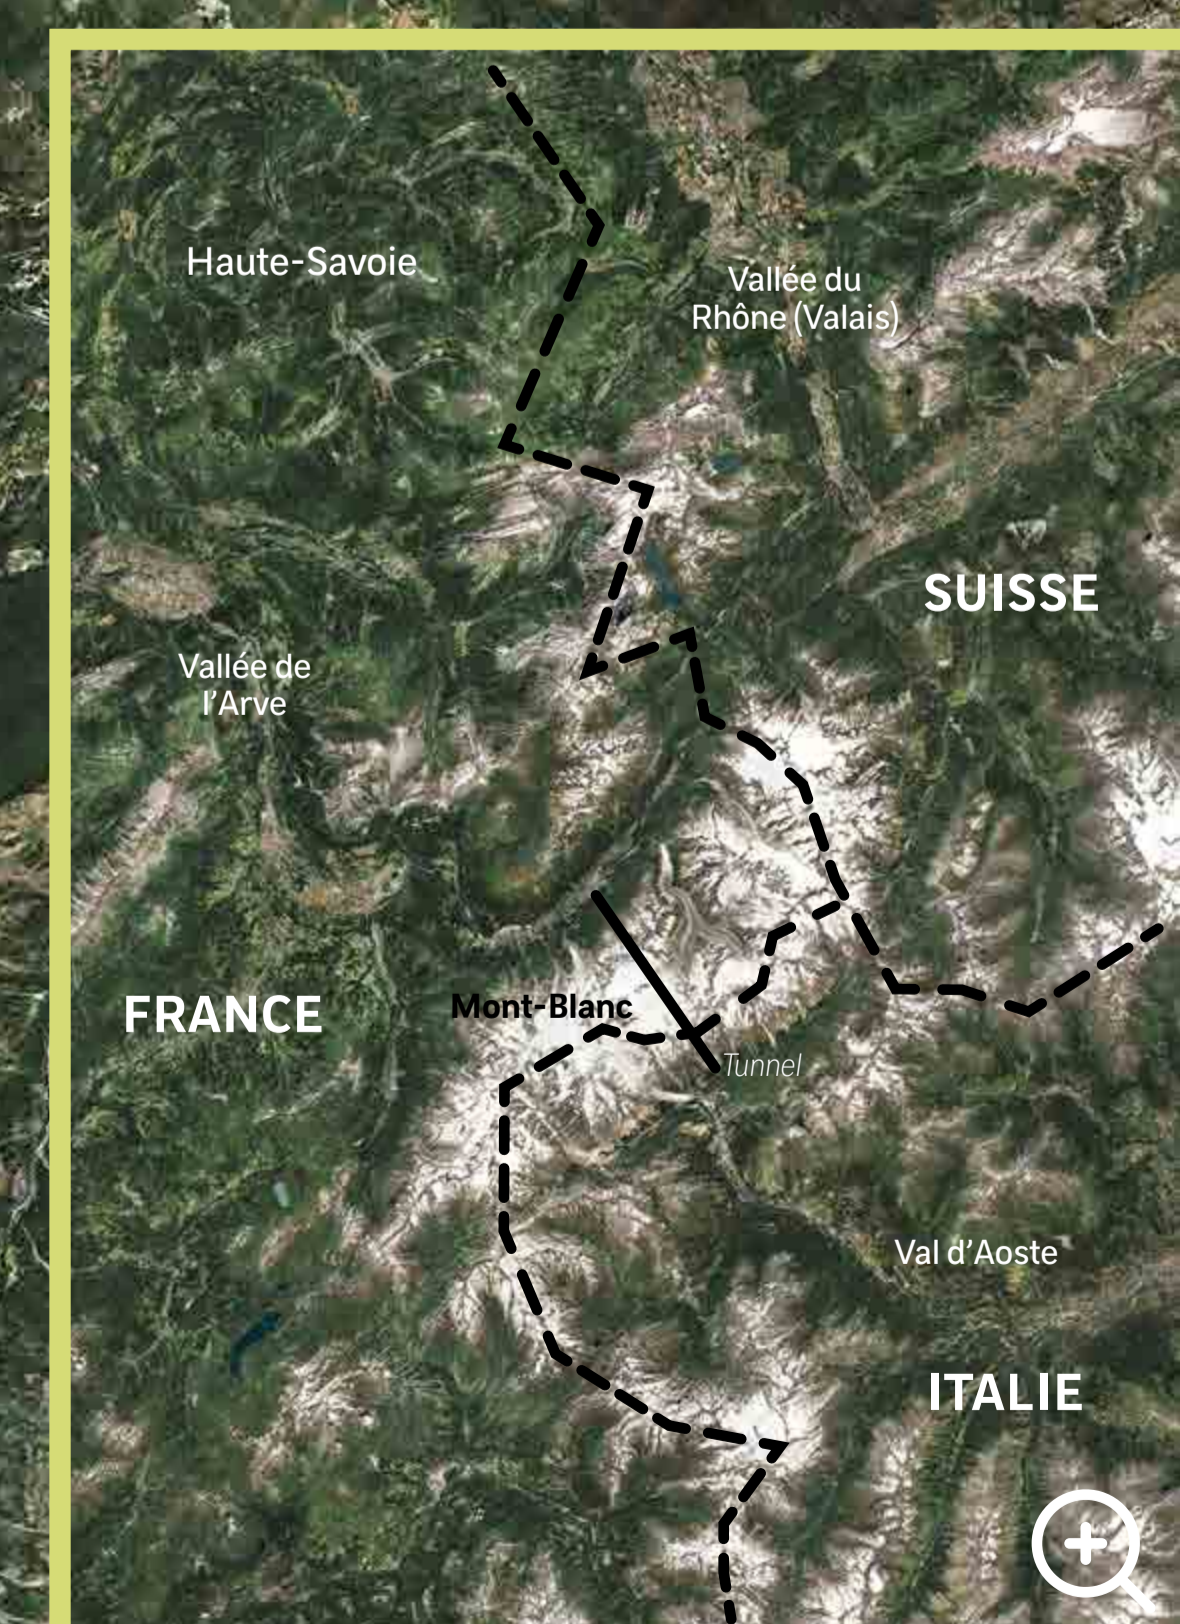 Haute-Savoie
Vallée du
Rhône (Valais)
SUISSE
Vallée de
l’Arve
FRANCE
Mont-Blanc
Tunnel
Val d’Aoste
ITALIE